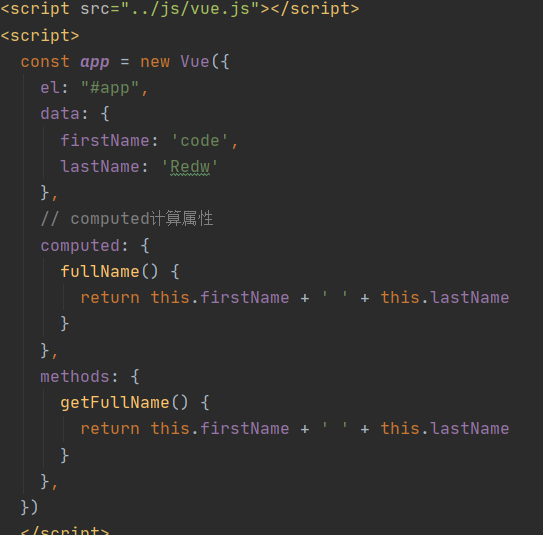 <script src="../js/vue.js"></script>
<script>
  const app = new Vue({
    el: "#app",
    data: {
      firstName: 'code',
      lastName: 'Redw'
    },
    // computed计算属性
    computed: {
      fullName() {
        return this.firstName + ' ' + this.lastName
      }
    },
    methods: {
      getFullName() {
        return this.firstName + ' ' + this.lastName
      }
    },
  })
  </script>